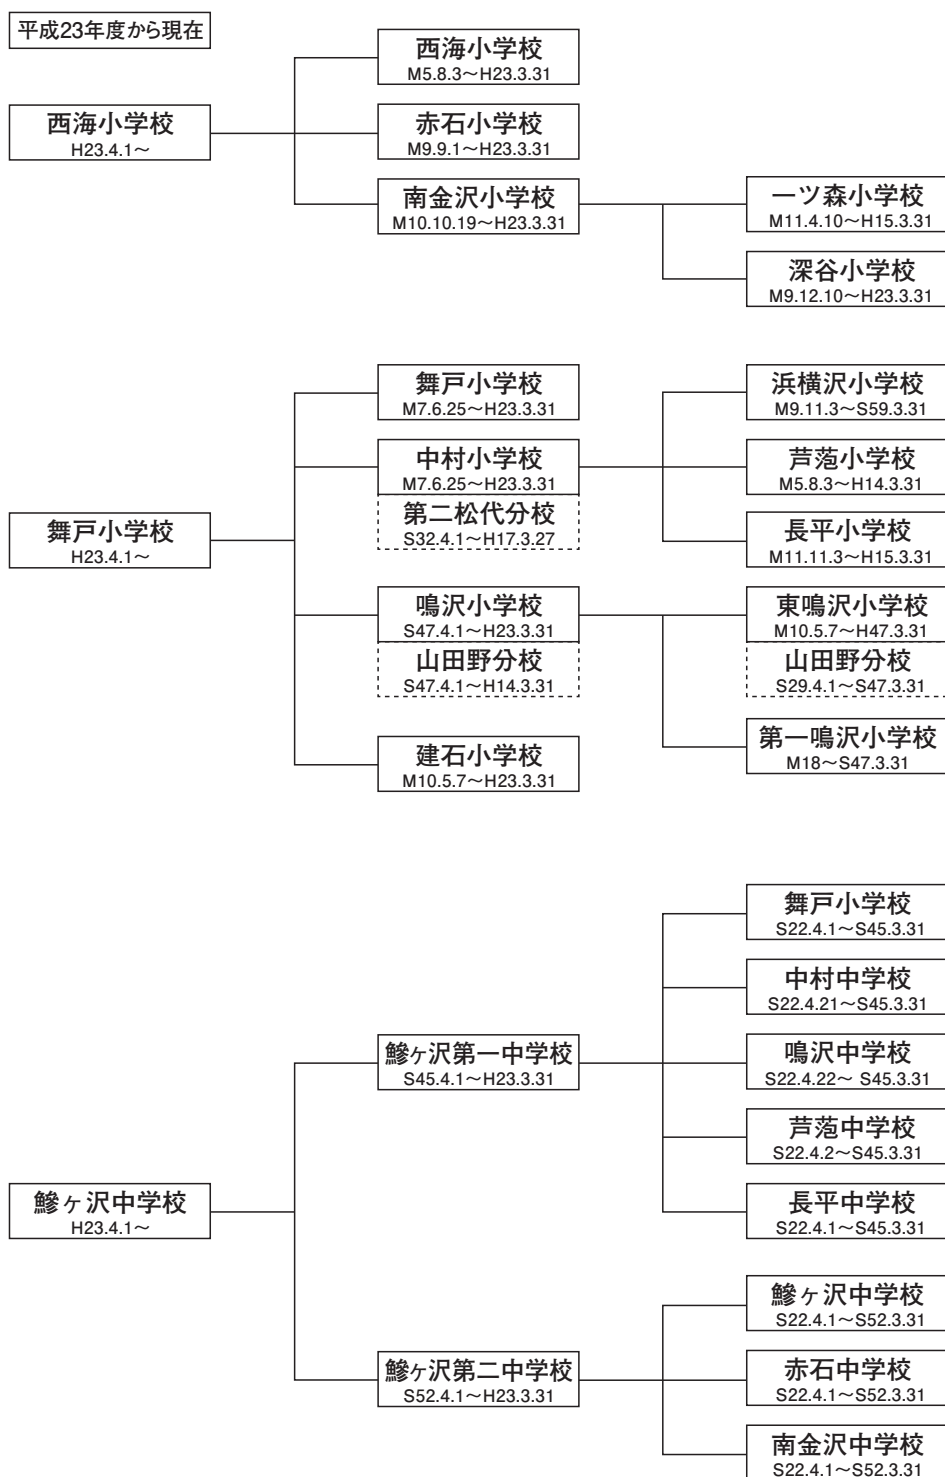 平成23年度から現在
西海小学校
H23.4.1〜
西海小学校
M5.8.3〜H23.3.31
赤石小学校
M9.9.1〜H23.3.31
南金沢小学校
M10.10.19〜H23.3.31
一ツ森小学校
M11.4.10〜H15.3.31
深谷小学校
M9.12.10〜H23.3.31
舞戸小学校
H23.4.1〜
舞戸小学校
M7.6.25〜H23.3.31
中村小学校
M7.6.25〜H23.3.31
第二松代分校
S32.4.1〜H17.3.27
鳴沢小学校
S47.4.1〜H23.3.31
山田野分校
S47.4.1〜H14.3.31
建石小学校
M10.5.7〜H23.3.31
浜横沢小学校
M9.11.3〜S59.3.31
芦萢小学校
M5.8.3〜H14.3.31
長平小学校
M11.11.3〜H15.3.31
東鳴沢小学校
M10.5.7〜H47.3.31
山田野分校
S29.4.1〜S47.3.31
第一鳴沢小学校
M18〜S47.3.31
鰺ヶ沢中学校
H23.4.1〜
鰺ヶ沢第一中学校
S45.4.1〜H23.3.31
舞戸小学校
S22.4.1〜S45.3.31
中村中学校
S22.4.21〜S45.3.31
鳴沢中学校
S22.4.22〜 S45.3.31
芦萢中学校
S22.4.2〜S45.3.31
長平中学校
S22.4.1〜S45.3.31
鰺ヶ沢第二中学校
S52.4.1〜H23.3.31
鰺ヶ沢中学校
S22.4.1〜S52.3.31
赤石中学校
S22.4.1〜S52.3.31
南金沢中学校
S22.4.1〜S52.3.31